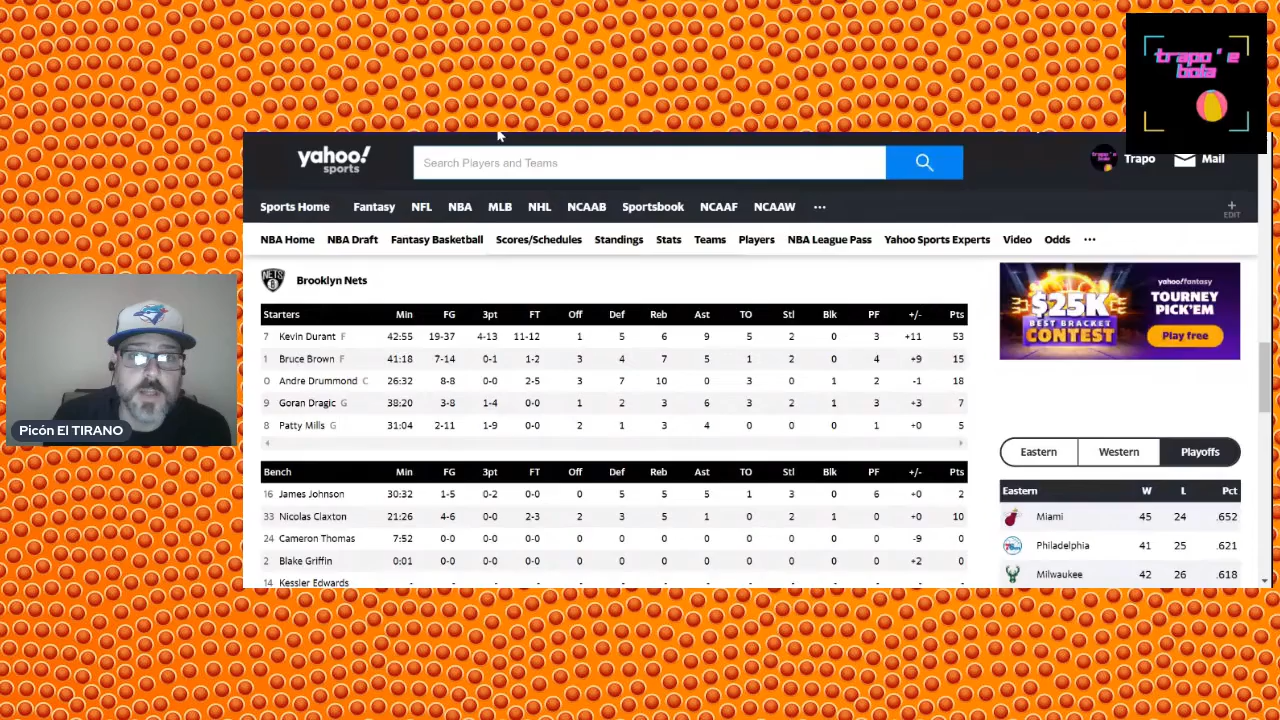 trapo'e
bola
yahoo!
sports
Search Players and Teams
trapo'e
bola
Trapo
Mail
Sports Home Fantasy NFL NBA MLB NHL NCAAB Sportsbook NCAAF NCAAW ...
+
EDIT
NBA Home NBA Draft Fantasy Basketball Scores/Schedules Standings Stats Teams Players NBA League Pass Yahoo Sports Experts Video Odds ...
NETS
B
Brooklyn Nets
Starters Min FG 3pt FT Off Def Reb Ast TO Stl Blk PF +/- Pts
7 Kevin Durant F 42:55 19-37 4-13 11-12 1 5 6 9 5 2 0 3 +11 53
1 Bruce Brown F 41:18 7-14 0-1 1-2 3 4 7 5 1 2 0 4 +9 15
0 Andre Drummond C 26:32 8-8 0-0 2-5 3 7 10 0 3 0 1 2 -1 18
9 Goran Dragic G 38:20 3-8 1-4 0-0 1 2 3 6 3 2 1 3 +3 7
8 Patty Mills G 31:04 2-11 1-9 0-0 2 1 3 4 0 0 0 1 +0 5
Bench Min FG 3pt FT Off Def Reb Ast TO Stl Blk PF +/- Pts
16 James Johnson 30:32 1-5 0-2 0-0 0 5 5 5 1 3 0 6 +0 2
33 Nicolas Claxton 21:26 4-6 0-0 2-3 2 3 5 1 0 2 1 0 +0 10
24 Cameron Thomas 7:52 0-0 0-0 0-0 0 0 0 0 0 0 0 0 -9 0
2 Blake Griffin 0:01 0-0 0-0 0-0 0 0 0 0 0 0 0 0 +2 0
14 Kessler Edwards - - - - - - - - - - - - - -
yahoo!fantasy
$25K
BEST BRACKET
CONTEST
TOURNEY
PICK'EM
Play free
Eastern Western Playoffs
Eastern W L Pct
Miami 45 24 .652
Philadelphia 41 25 .621
Milwaukee 42 26 .618
Picón El TIRANO